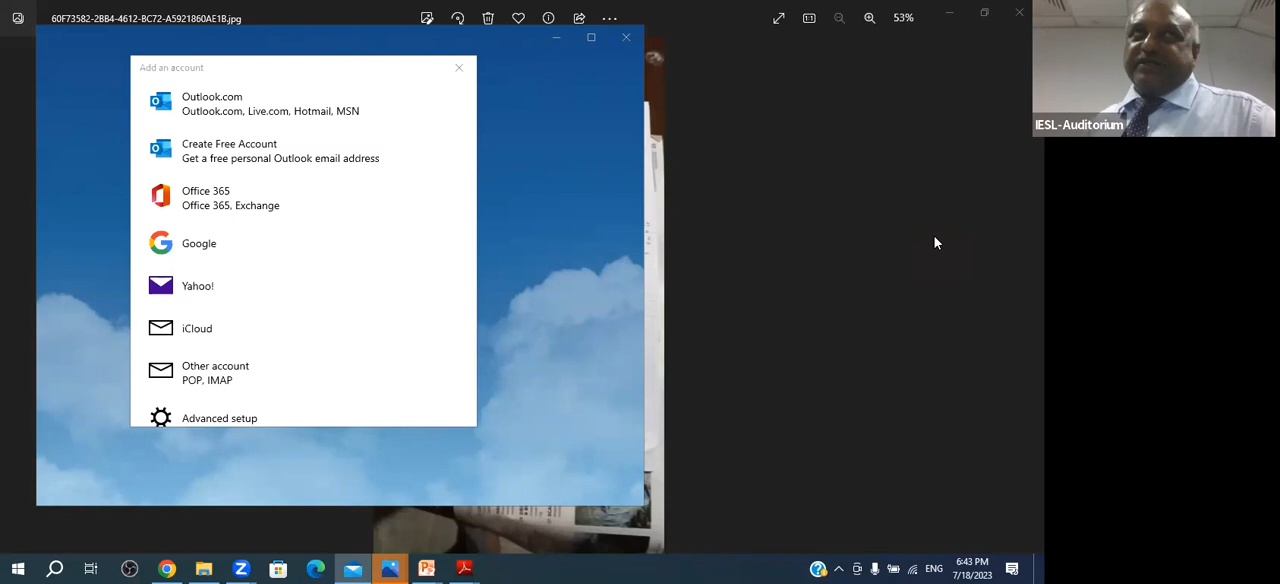 60F73582-2BB4-4612-BC72-A5921860AE1B.jpg
53%
Add an account
Outlook.com
Outlook.com, Live.com, Hotmail, MSN
Create Free Account
Get a free personal Outlook email address
Office 365
Office 365, Exchange
Google
Yahoo!
iCloud
Other account
POP, IMAP
Advanced setup
IESL-Auditorium
ENG
6:43 PM
7/18/2023